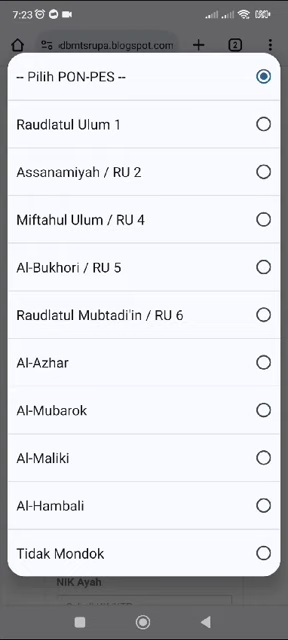 7:23
dbmtsrupa.blogspot.com
2
-- Pilih PON-PES --
Raudlatul Ulum 1
Assanamiyah / RU 2
Miftahul Ulum / RU 4
Al-Bukhori / RU 5
Raudlatul Mubtadi'in / RU 6
Al-Azhar
Al-Mubarok
Al-Maliki
Al-Hambali
Tidak Mondok
NIK Ayah